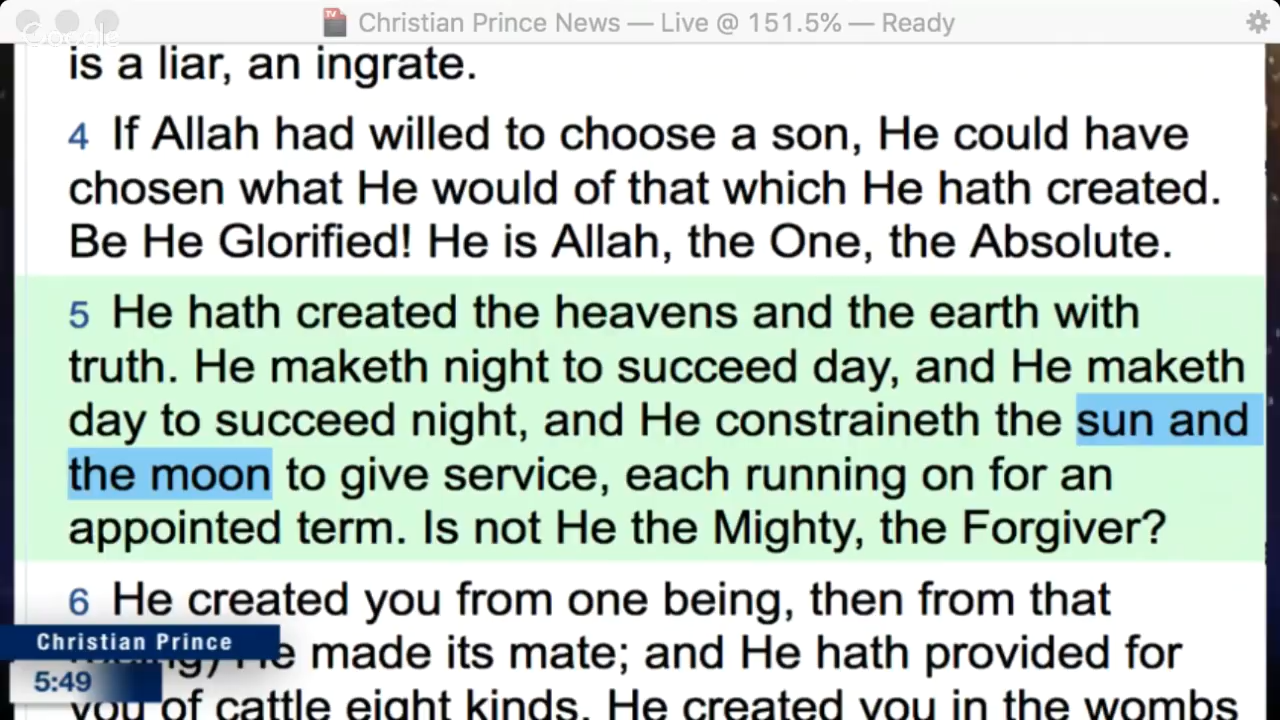 Christian Prince News — Live @ 151.5% — Ready
Google
is a liar, an ingrate.
4 If Allah had willed to choose a son, He could have
chosen what He would of that which He hath created.
Be He Glorified! He is Allah, the One, the Absolute.
5 He hath created the heavens and the earth with
truth. He maketh night to succeed day, and He maketh
day to succeed night, and He constraineth the sun and
the moon to give service, each running on for an
appointed term. Is not He the Mighty, the Forgiver?
6 He created you from one being, then from that
Christian Prince
He made its mate; and He hath provided for
5:49
you of cattle eight kinds. He created you in the wombs